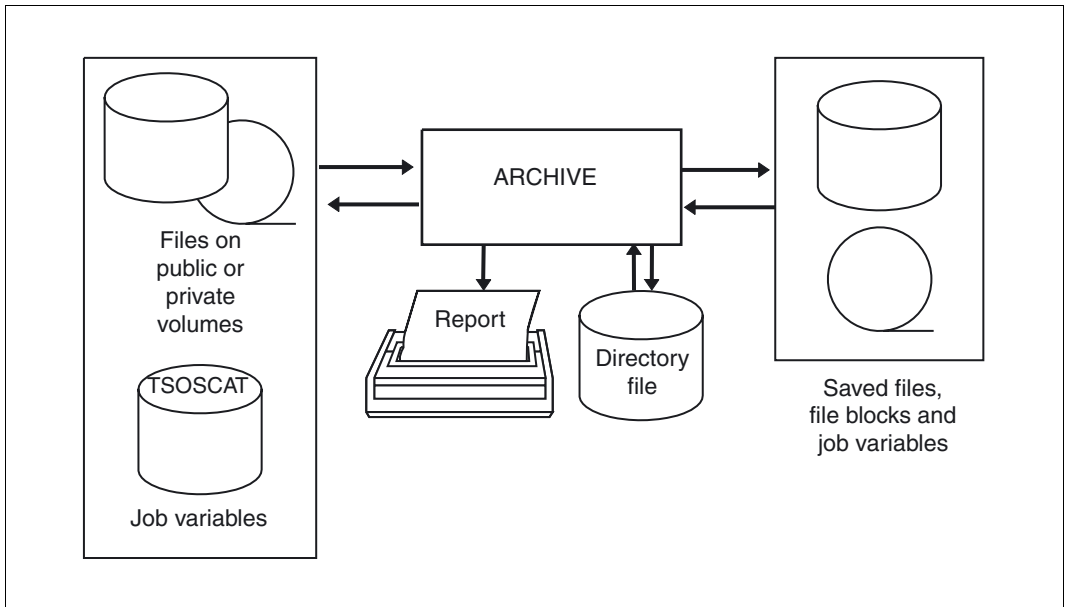 Files on
public or
private
volumes
TSOSCAT
Job variables
ARCHIVE
Report
Directory
file
Saved files,
file blocks and
job variables